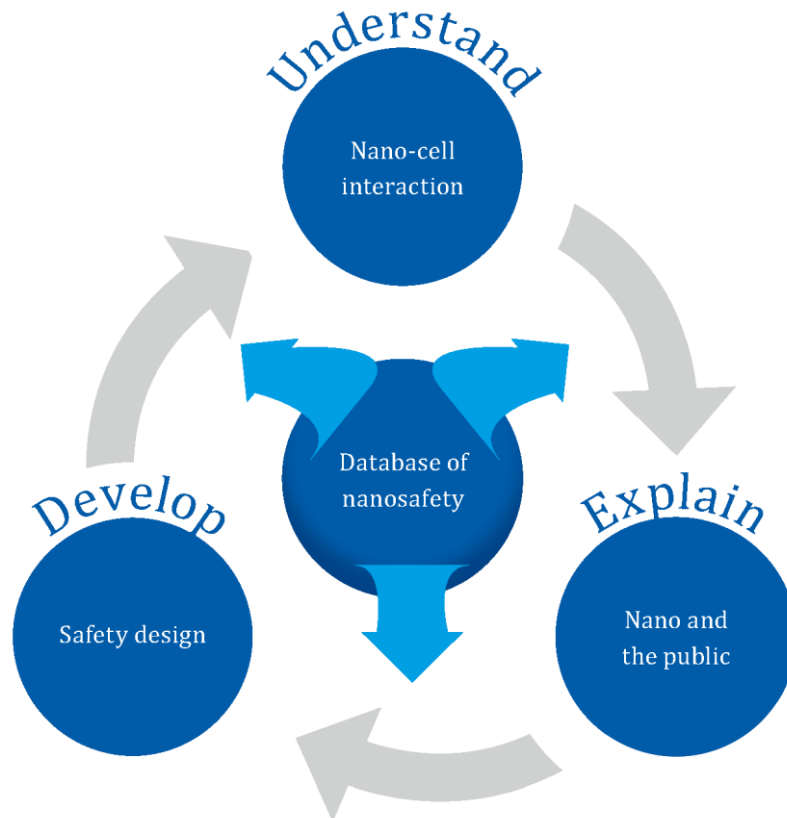 Understand
Nano-cell
interaction
Database of
nanosafety
Develop
Safety design
Explain
Nano and
the public